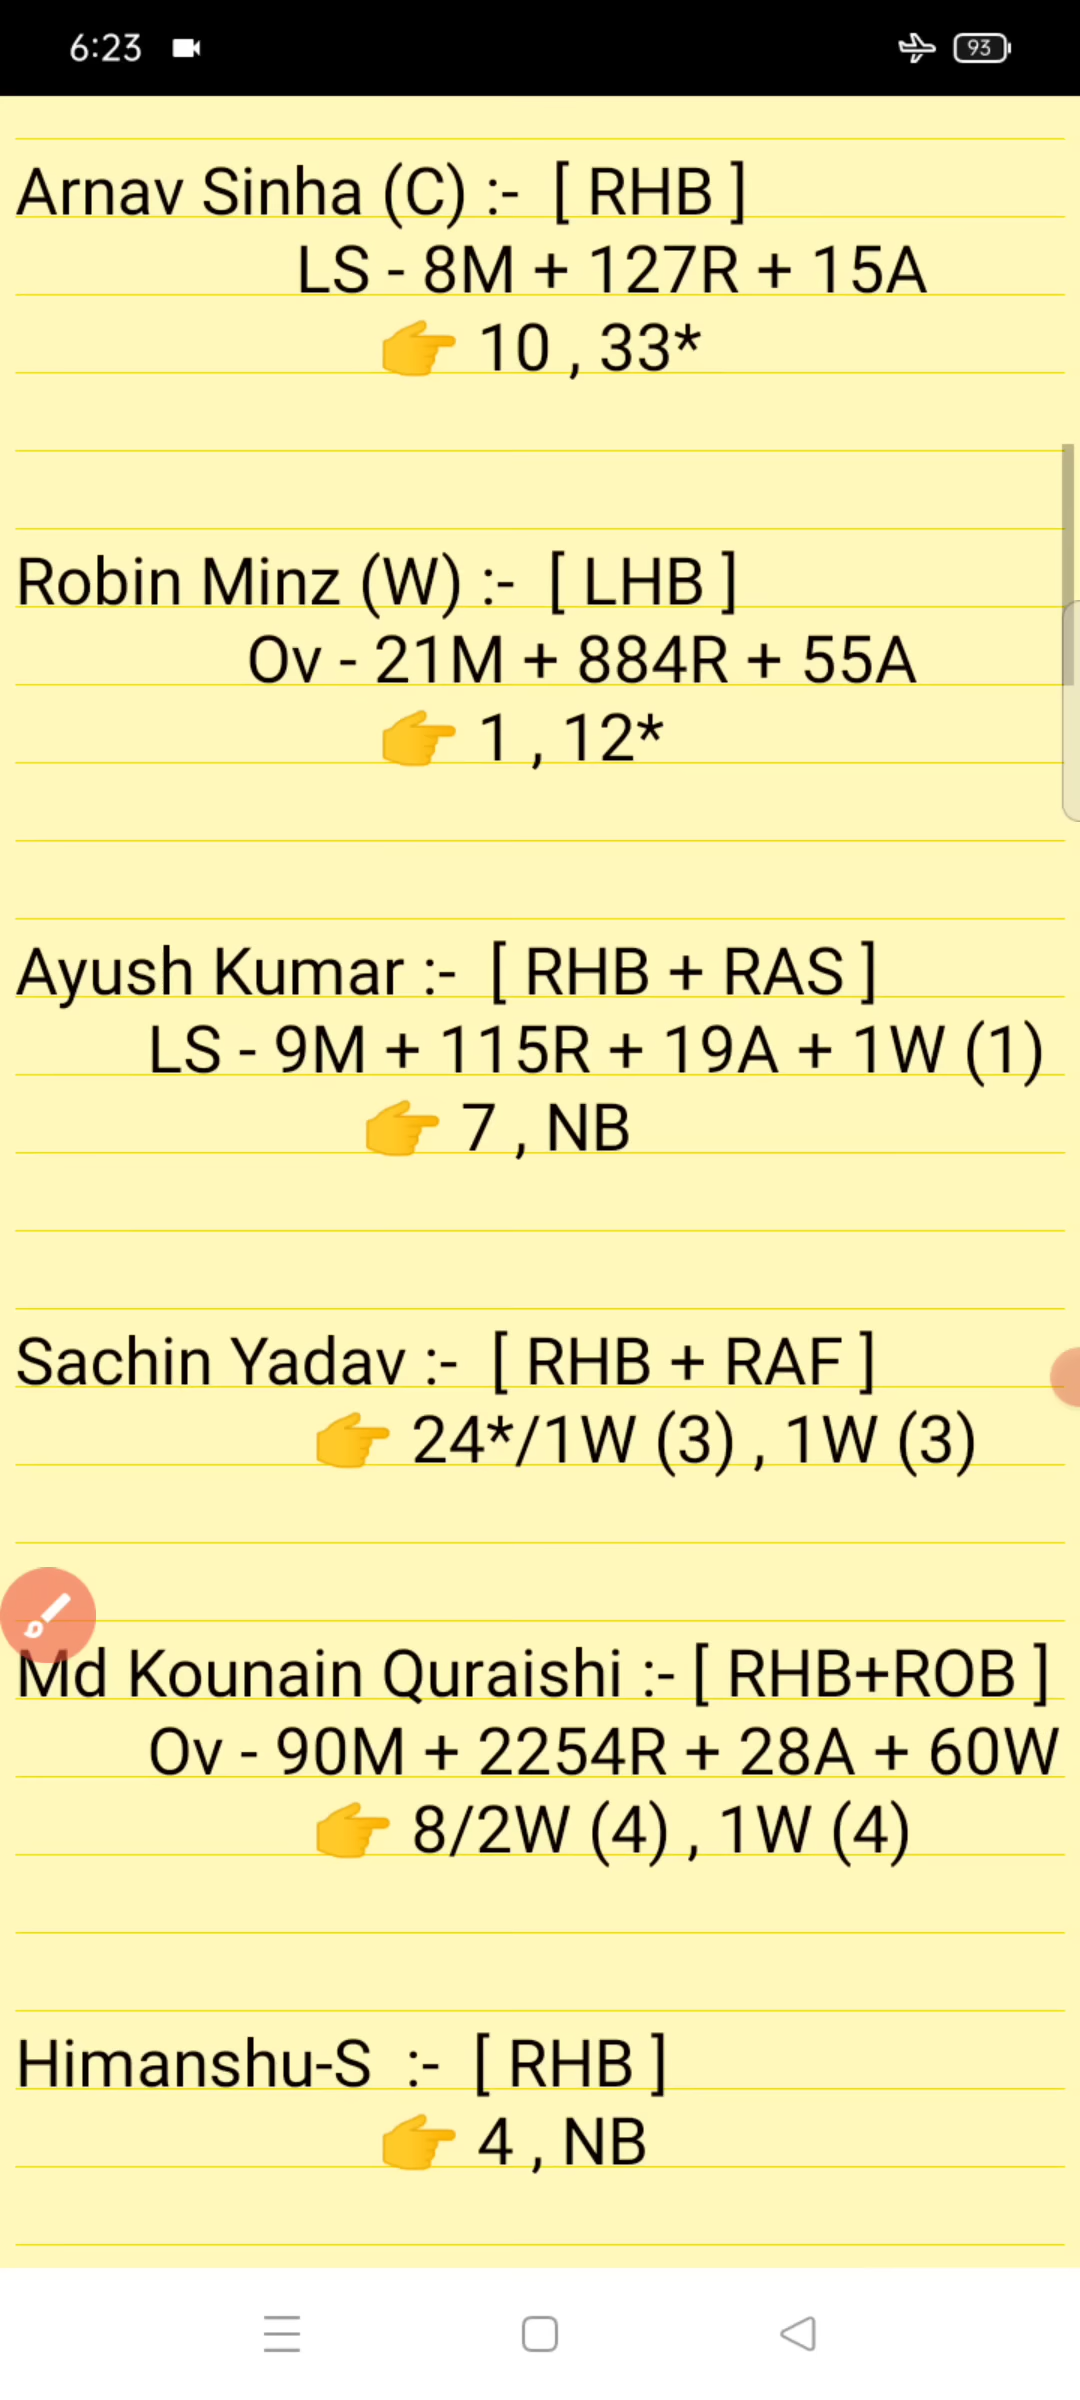 6:23
93
Arnav Sinha (C) :- [ RHB ]
LS - 8M + 127R + 15A
👉 10 , 33*
Robin Minz (W) :- [ LHB ]
Ov - 21M + 884R + 55A
👉 1 , 12*
Ayush Kumar :- [ RHB + RAS ]
LS - 9M + 115R + 19A + 1W (1)
👉 7 , NB
Sachin Yadav :- [ RHB + RAF ]
👉 24*/1W (3) , 1W (3)
Md Kounain Quraishi :- [ RHB+ROB ]
Ov - 90M + 2254R + 28A + 60W
👉 8/2W (4) , 1W (4)
Himanshu-S :- [ RHB ]
👉 4 , NB